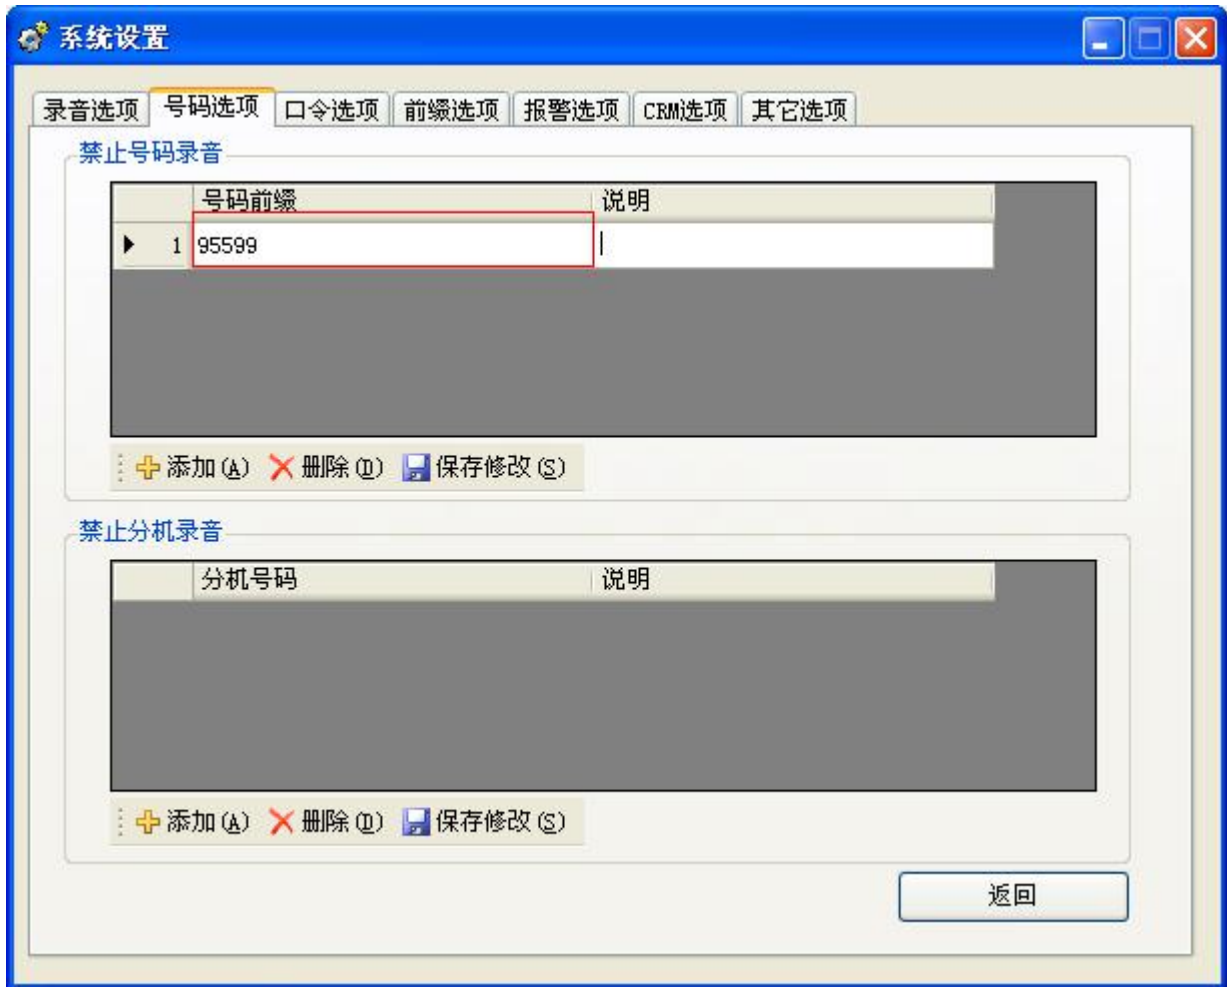 系统设置
录音选项 号码选项 口令选项 前缀选项 报警选项 CRM选项 其它选项
禁止号码录音
号码前缀 说明
1 95599
添加(A) 删除(D) 保存修改(S)
禁止分机录音
分机号码 说明
添加(A) 删除(D) 保存修改(S)
返回